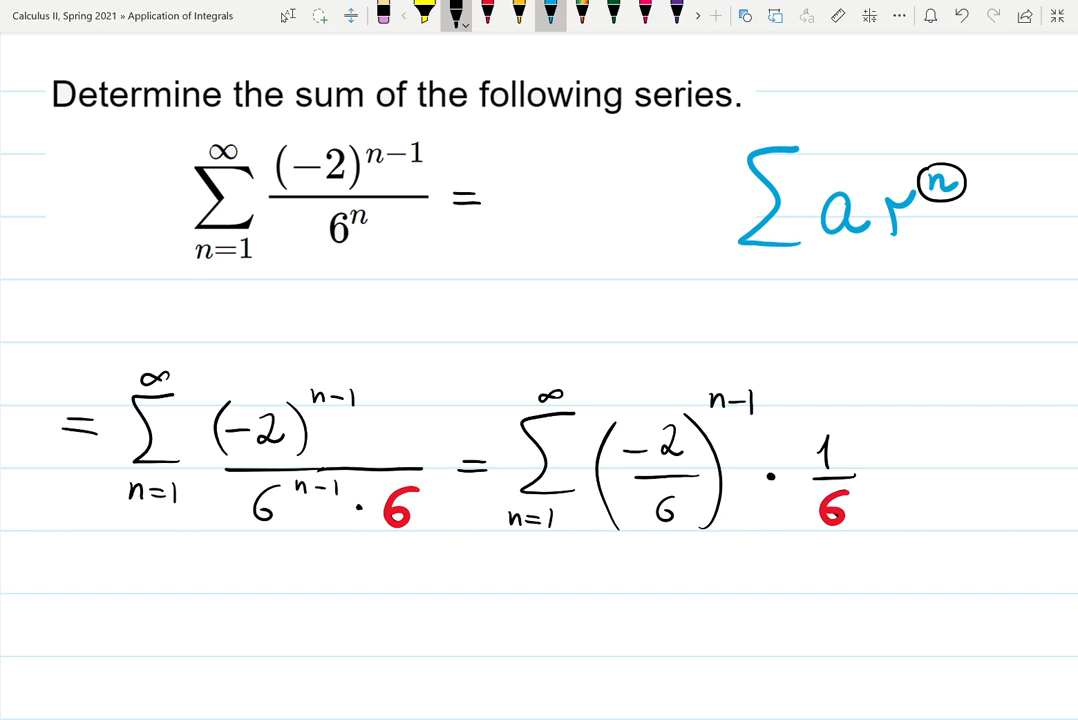 Calculus II, Spring 2021 » Application of Integrals
Determine the sum of the following series.
∞
∑ (−2)^{n−1} / 6^n =
n=1
∑ a r^n
= ∑_{n=1}^{∞} (−2)^{n−1} / (6^{n−1} · 6) = ∑_{n=1}^{∞} (−2/6)^{n−1} · 1/6